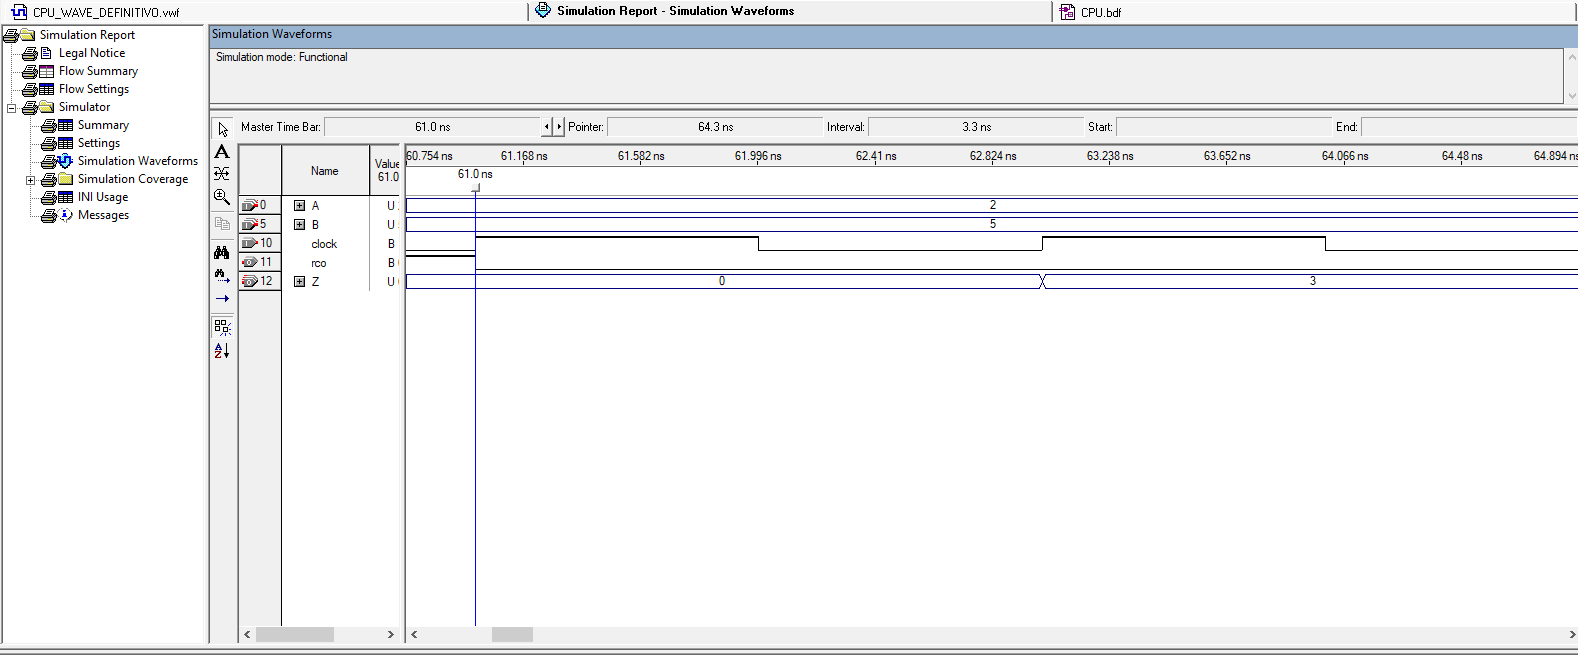 CPU_WAVE_DEFINITIVO.vwf
Simulation Report - Simulation Waveforms
CPU.bdf
Simulation Report
Legal Notice
Flow Summary
Flow Settings
Simulator
Summary
Settings
Simulation Waveforms
Simulation Coverage
INI Usage
Messages
Simulation Waveforms
Simulation mode: Functional
Master Time Bar: 61.0 ns Pointer: 64.3 ns Interval: 3.3 ns Start: End:
Name
Value
61.0
60.754 ns 61.168 ns 61.582 ns 61.996 ns 62.41 ns 62.824 ns 63.238 ns 63.652 ns 64.066 ns 64.48 ns 64.894 ns
61.0 ns
0 A U 2
5 B U 5
10 clock B
11 rco B
12 Z U 0 3